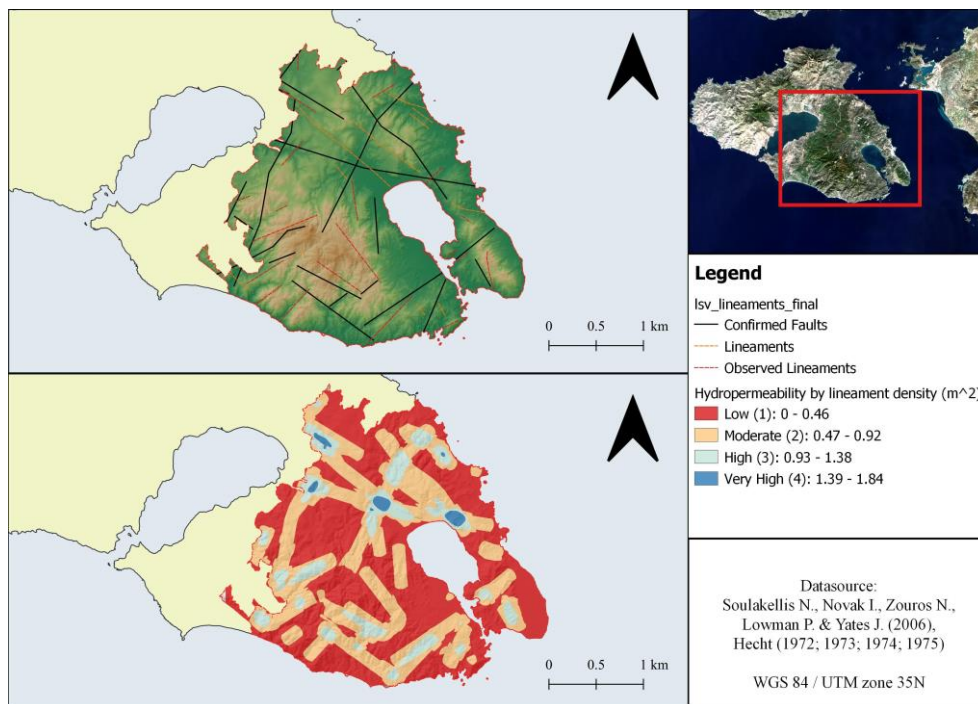 0 0.5 1 km
0 0.5 1 km
Legend
lsv_lineaments_final
Confirmed Faults
Lineaments
Observed Lineaments
Hydropermeability by lineament density (m^2)
Low (1): 0 - 0.46
Moderate (2): 0.47 - 0.92
High (3): 0.93 - 1.38
Very High (4): 1.39 - 1.84
Datasource:
Soulakellis N., Novak I., Zouros N.,
Lowman P. & Yates J. (2006),
Hecht (1972; 1973; 1974; 1975)
WGS 84 / UTM zone 35N